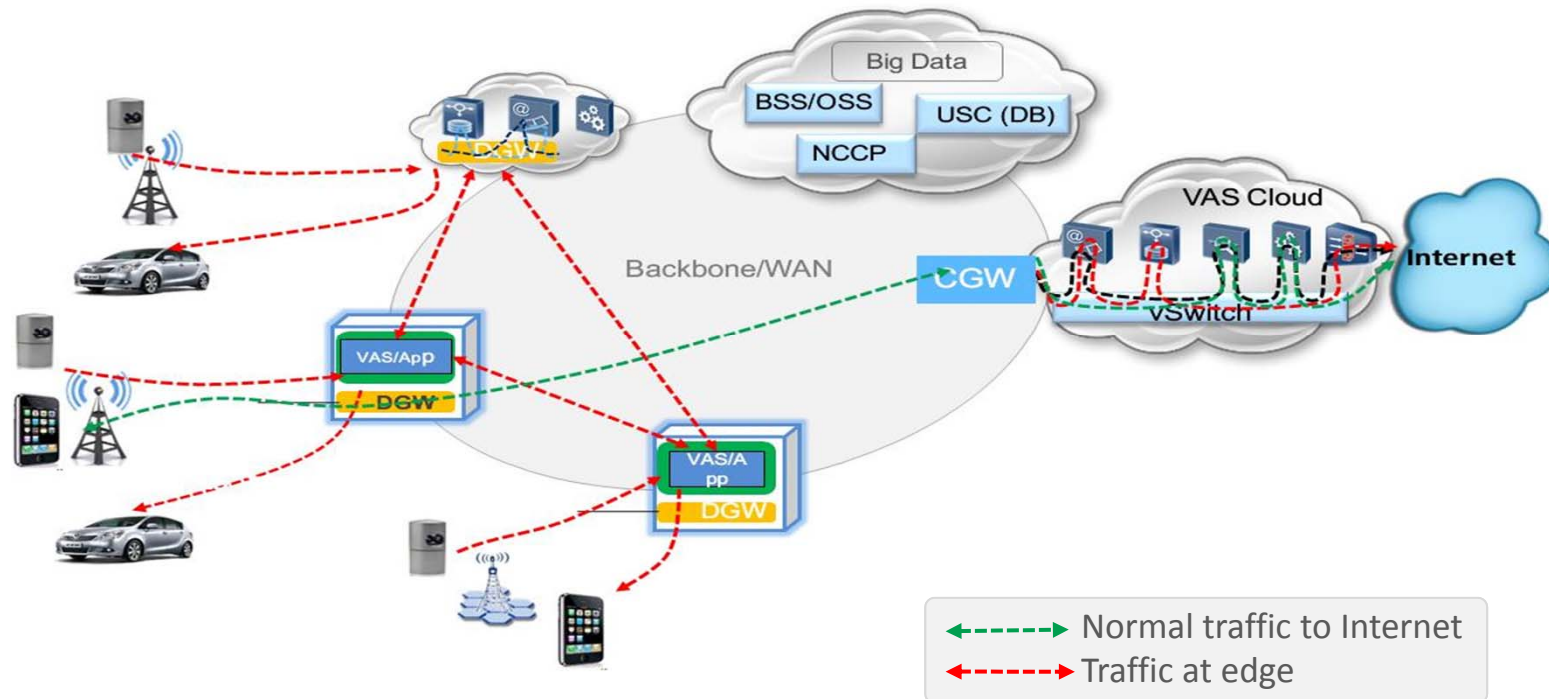 Big Data
BSS/OSS
USC (DB)
NCCP
DGW
VAS Cloud
Backbone/WAN
CGW
Internet
vSwitch
VAS/App
DGW
VAS/A
pp
DGW
Normal traffic to Internet
Traffic at edge